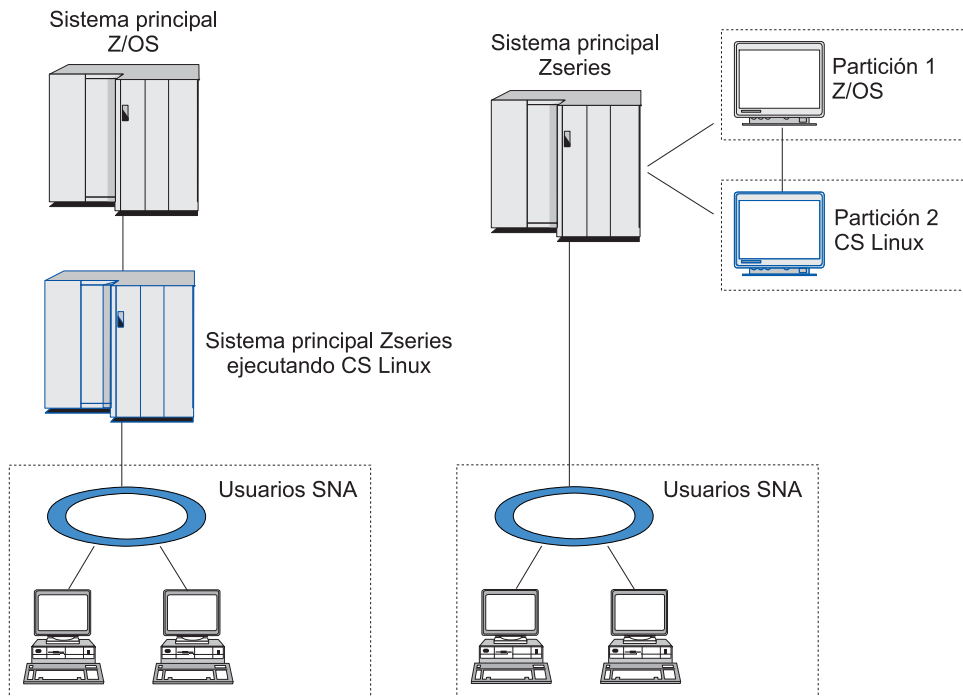 Sistema principal
Z/OS
Sistema principal Zseries
ejecutando CS Linux
Usuarios SNA
Sistema principal
Zseries
Partición 1
Z/OS
Partición 2
CS Linux
Usuarios SNA